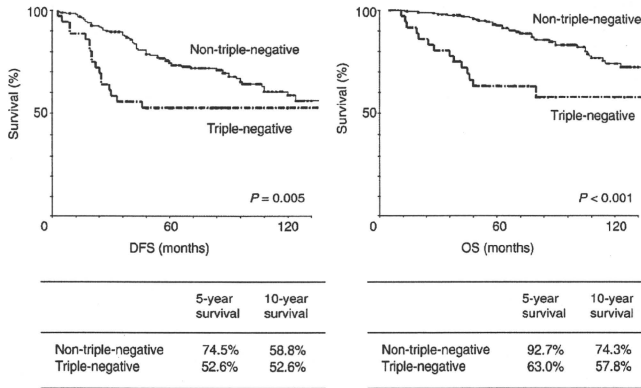 100
Non-triple-negative
Survival (%)
50
Triple-negative
P = 0.005
0
60
120
DFS (months)
100
Non-triple-negative
Survival (%)
50
Triple-negative
P < 0.001
0
60
120
OS (months)
5-year 10-year
survival survival
Non-triple-negative 74.5% 58.8%
Triple-negative 52.6% 52.6%
5-year 10-year
survival survival
Non-triple-negative 92.7% 74.3%
Triple-negative 63.0% 57.8%